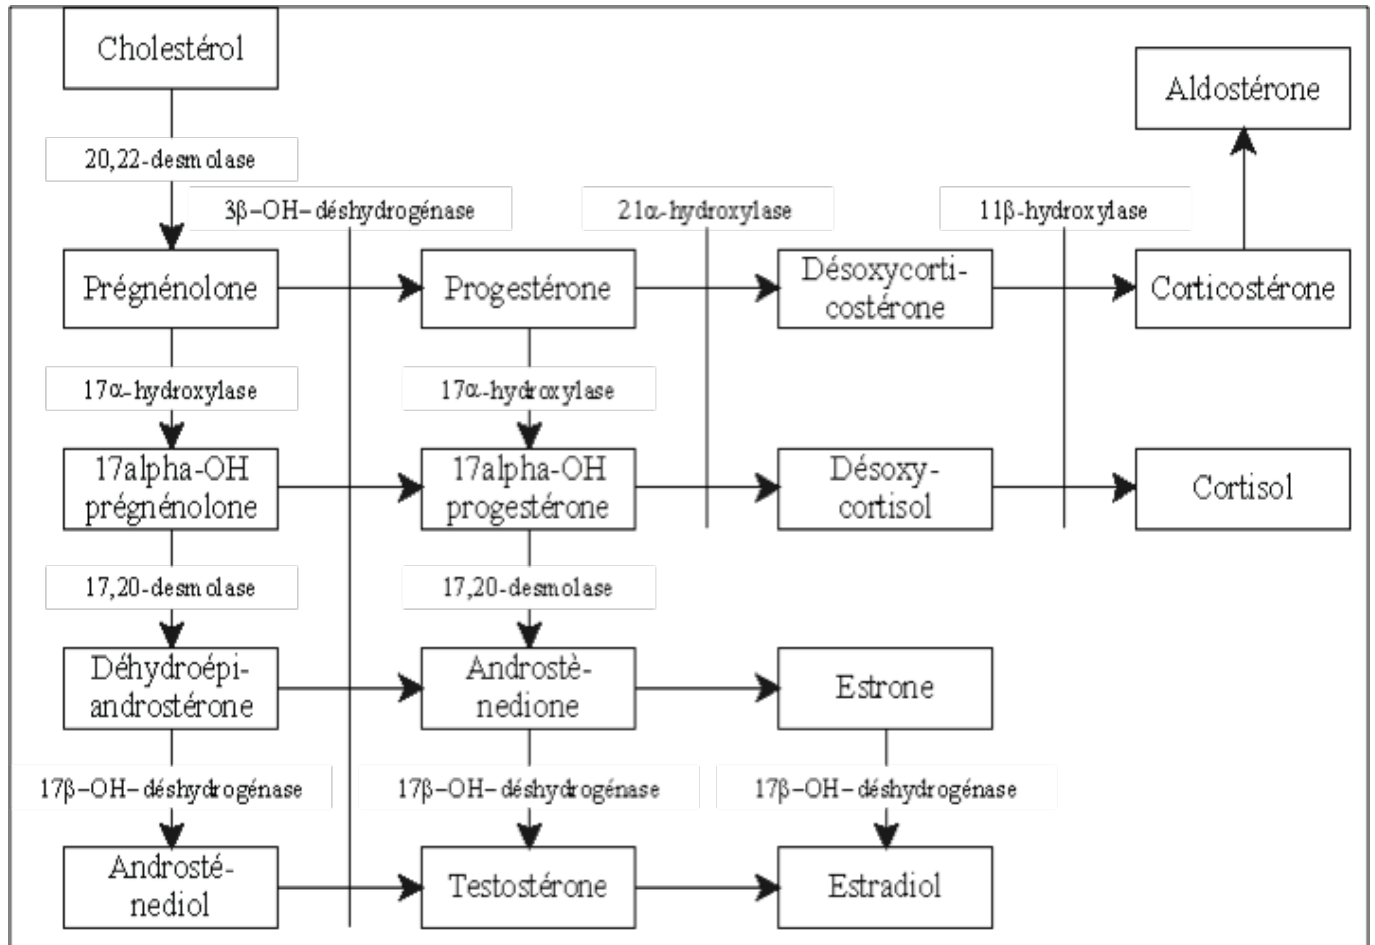 Cholestérol
Aldostérone
20,22-desmolase
3β-OH-déshydrogénase
21α-hydroxylase
11β-hydroxylase
Prégnénolone
Progestérone
Désoxycorti-
costérone
Corticostérone
17α-hydroxylase
17α-hydroxylase
17alpha-OH
prégnénolone
17alpha-OH
progestérone
Désoxy-
cortisol
Cortisol
17,20-desmolase
17,20-desmolase
Déhydroépi-
androstérone
Androstè-
nedione
Estrone
17β-OH-déshydrogénase
17β-OH-déshydrogénase
17β-OH-déshydrogénase
Androsté-
nediol
Testostérone
Estradiol